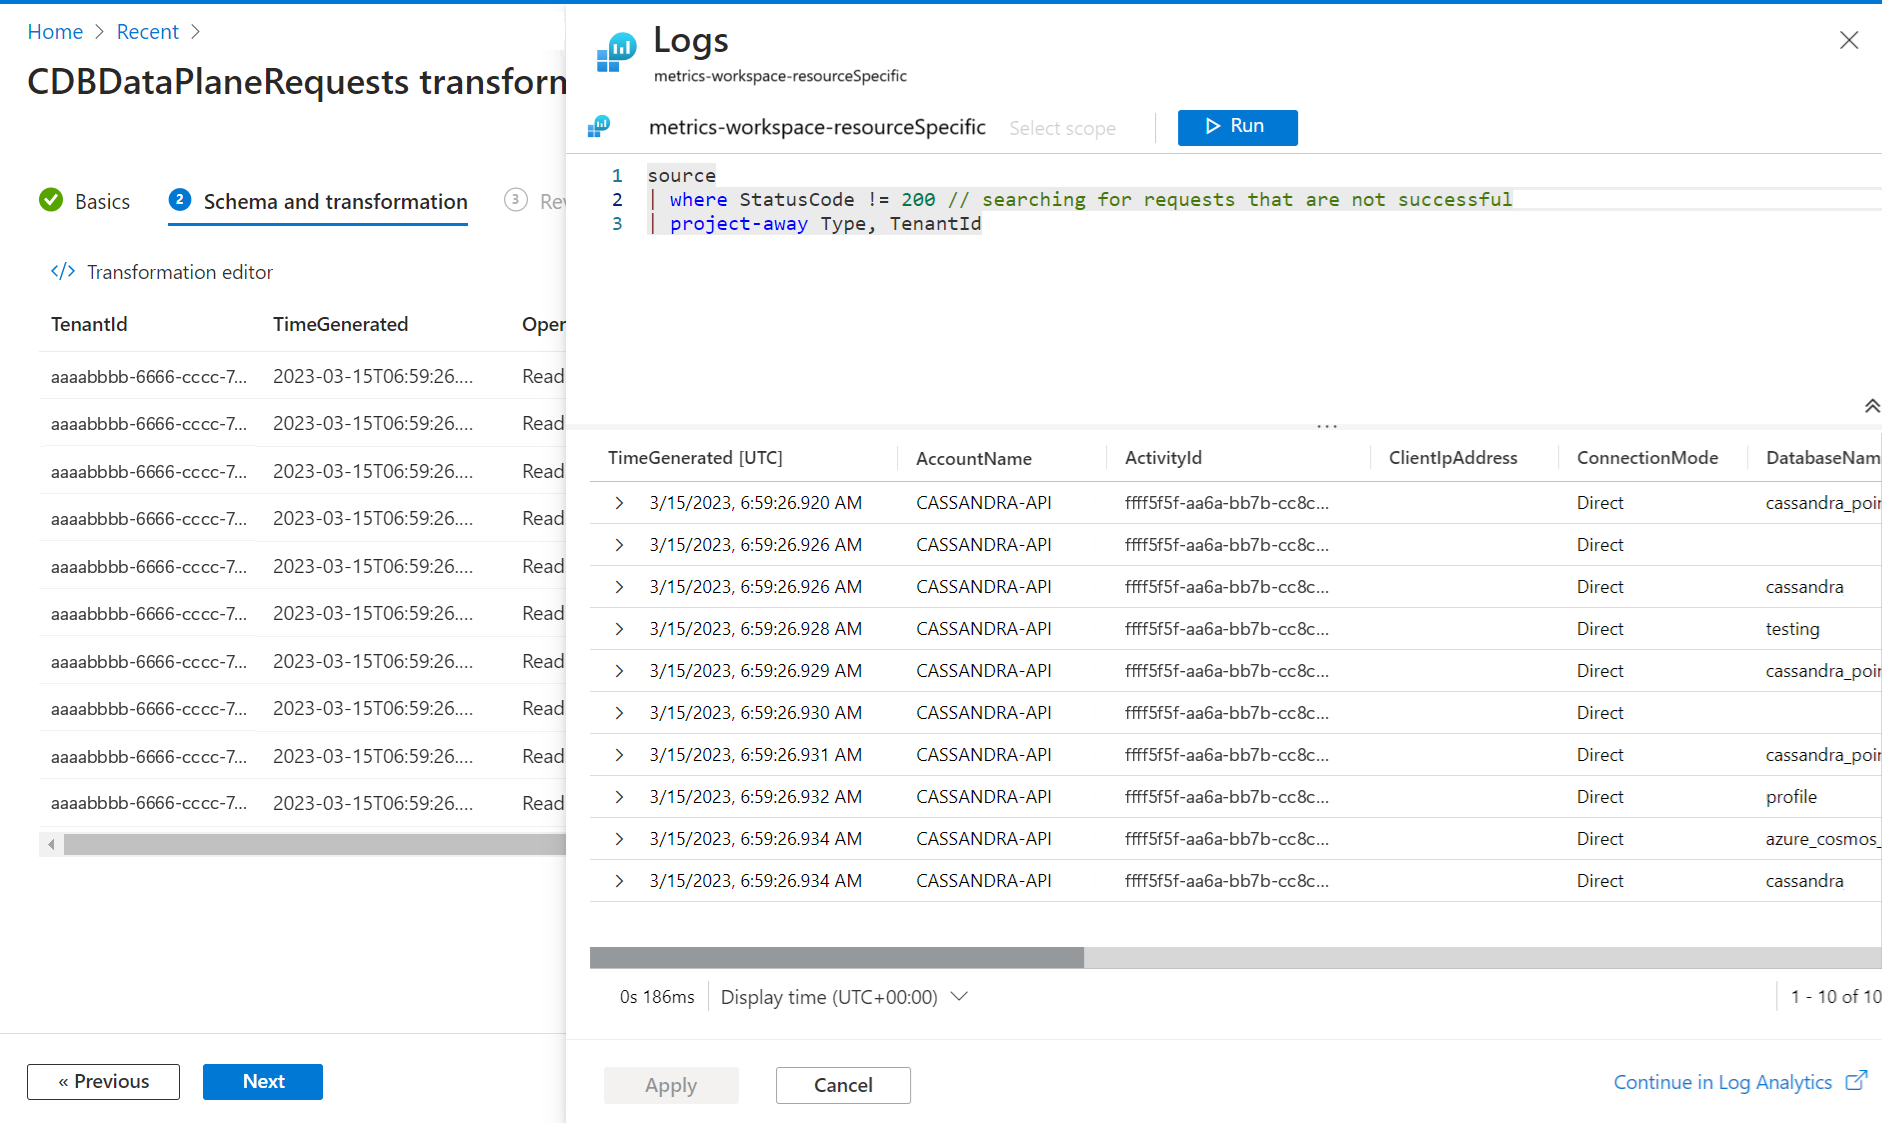 Home > Recent >
CDBDataPlaneRequests transform
Basics
2 Schema and transformation
3 Rev
</> Transformation editor
TenantId TimeGenerated Oper
aaaabbbb-6666-cccc-7... 2023-03-15T06:59:26.... Read
aaaabbbb-6666-cccc-7... 2023-03-15T06:59:26.... Read
aaaabbbb-6666-cccc-7... 2023-03-15T06:59:26.... Read
aaaabbbb-6666-cccc-7... 2023-03-15T06:59:26.... Read
aaaabbbb-6666-cccc-7... 2023-03-15T06:59:26.... Read
aaaabbbb-6666-cccc-7... 2023-03-15T06:59:26.... Read
aaaabbbb-6666-cccc-7... 2023-03-15T06:59:26.... Read
aaaabbbb-6666-cccc-7... 2023-03-15T06:59:26.... Read
aaaabbbb-6666-cccc-7... 2023-03-15T06:59:26.... Read
aaaabbbb-6666-cccc-7... 2023-03-15T06:59:26.... Read
« Previous Next
Logs
metrics-workspace-resourceSpecific
metrics-workspace-resourceSpecific Select scope Run
1 source
2 | where StatusCode != 200 // searching for requests that are not successful
3 | project-away Type, TenantId
...
TimeGenerated [UTC] AccountName ActivityId ClientIpAddress ConnectionMode DatabaseNam
> 3/15/2023, 6:59:26.920 AM CASSANDRA-API ffff5f5f-aa6a-bb7b-cc8c... Direct cassandra_poin
> 3/15/2023, 6:59:26.926 AM CASSANDRA-API ffff5f5f-aa6a-bb7b-cc8c... Direct
> 3/15/2023, 6:59:26.926 AM CASSANDRA-API ffff5f5f-aa6a-bb7b-cc8c... Direct cassandra
> 3/15/2023, 6:59:26.928 AM CASSANDRA-API ffff5f5f-aa6a-bb7b-cc8c... Direct testing
> 3/15/2023, 6:59:26.929 AM CASSANDRA-API ffff5f5f-aa6a-bb7b-cc8c... Direct cassandra_poin
> 3/15/2023, 6:59:26.930 AM CASSANDRA-API ffff5f5f-aa6a-bb7b-cc8c... Direct
> 3/15/2023, 6:59:26.931 AM CASSANDRA-API ffff5f5f-aa6a-bb7b-cc8c... Direct cassandra_poin
> 3/15/2023, 6:59:26.932 AM CASSANDRA-API ffff5f5f-aa6a-bb7b-cc8c... Direct profile
> 3/15/2023, 6:59:26.934 AM CASSANDRA-API ffff5f5f-aa6a-bb7b-cc8c... Direct azure_cosmos_
> 3/15/2023, 6:59:26.934 AM CASSANDRA-API ffff5f5f-aa6a-bb7b-cc8c... Direct cassandra
0s 186ms Display time (UTC+00:00) 1 - 10 of 10
Apply Cancel Continue in Log Analytics